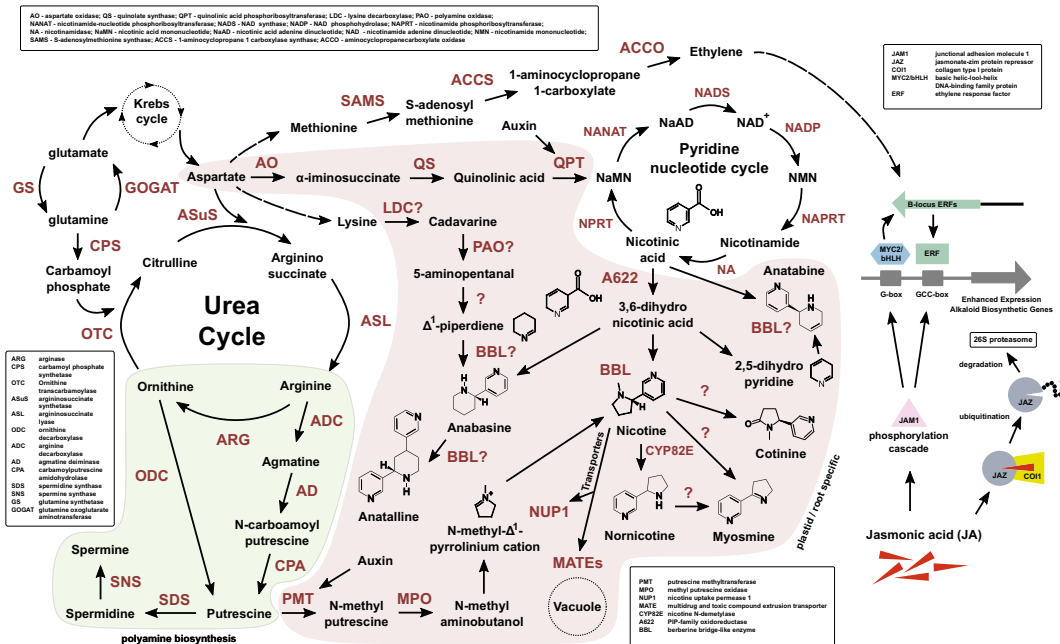 AO - aspartate oxidase; QS - quinolate synthase; QPT - quinolinic acid phosphoribosyltransferase; LDC - lysine decarboxylase; PAO - polyamine oxidase;
NANAT - nicotinate-nucleotide phosphoribosyltransferase; NADS - NAD synthase; NADP - NAD phosphohydrolase; NAPRT - nicotinate phosphoribosyltransferase;
NA - nicotinamidase; NaMN - nicotinic acid mononucleotide; NaAD - nicotinic acid adenine dinucleotide; NAD - nicotinamide adenine dinucleotide; NMN - nicotinamide mononucleotide;
SAMS - S-adenosylmethionine synthase; ACCS - 1-aminocyclopropane 1 carboxylate synthase; ACCO - aminocyclopropanecarboxylate oxidase
JAM1 junctional adhesion molecule 1
JAZ jasmonate-zim protein repressor
COI1 collagen type I protein
MYC2/bHLH basic helic-lool-helix
DNA-binding family protein
ERF ethylene response factor
ACCO
Ethylene
ACCS
1-aminocyclopropane
1-carboxylate
SAMS
S-adenosyl
methionine
Methionine
Krebs
cycle
glutamate
GS
GOGAT
glutamine
Aspartate
AO
α-iminosuccinate
QS
Quinolinic acid
Auxin
QPT
NaMN
NANAT
NaAD
NADS
NAD+
NADP
NMN
NAPRT
Nicotinamide
NA
Nicotinic
acid
NPRT
Pyridine
nucleotide cycle
O
OH
N
CPS
Carbamoyl
phosphate
OTC
Citrulline
ASuS
Arginino
succinate
ASL
Urea
Cycle
Lysine
LDC?
Cadavarine
PAO?
5-aminopentanal
?
Δ1-piperdiene
N
BBL?
H
N
H
N
Anabasine
BBL?
N
H
N
H
N
Anatalline
A622
O
OH
N
3,6-dihydro
nicotinic acid
Anatabine
N
H
N
BBL?
N
2,5-dihydro
pyridine
BBL
N
H
N
Nicotine
?
O
N
N
Cotinine
?
CYP82E
N
N
H
Nornicotine
?
N
N
Myosmine
Transporters
NUP1
MATEs
Vacuole
plastid / root specific
ARG arginase
CPS carbamoyl phosphate
synthetase
OTC Ornithine
transcarbamoylase
ASuS argininosuccinate
synthetase
ASL argininosuccinate
lyase
ODC ornithine
decarboxylase
ADC arginine
decarboxylase
AD agmatine deiminase
CPA carbamoylputrescine
amidohydrolase
SDS spermidine synthase
SNS spermine synthase
GS glutamine synthetase
GOGAT glutamine oxoglutarate
aminotransferase
Ornithine
Arginine
ARG
ADC
ODC
Agmatine
AD
N-carboamoyl
putrescine
CPA
Spermine
SNS
Spermidine
SDS
Putrescine
polyamine biosynthesis
Auxin
PMT
N-methyl
putrescine
MPO
N-methyl
aminobutanol
N+
N-methyl-Δ1-
pyrrolinium cation
PMT putrescine methyltransferase
MPO methyl putrescine oxidase
NUP1 nicotine uptake permease 1
MATE multidrug and toxic compound extrusion transporter
CYP82E nicotine N-demetylase
A622 PIP-family oxidoreductase
BBL berberine bridge-like enzyme
B-locus ERFs
MYC2/
bHLH
ERF
G-box
GCC-box
Enhanced Expression
Alkaloid Biosynthetic Genes
26S proteasome
degradation
JAZ
ubiquitination
JAM1
phosphorylation
cascade
JAZ
COI1
Jasmonic acid (JA)